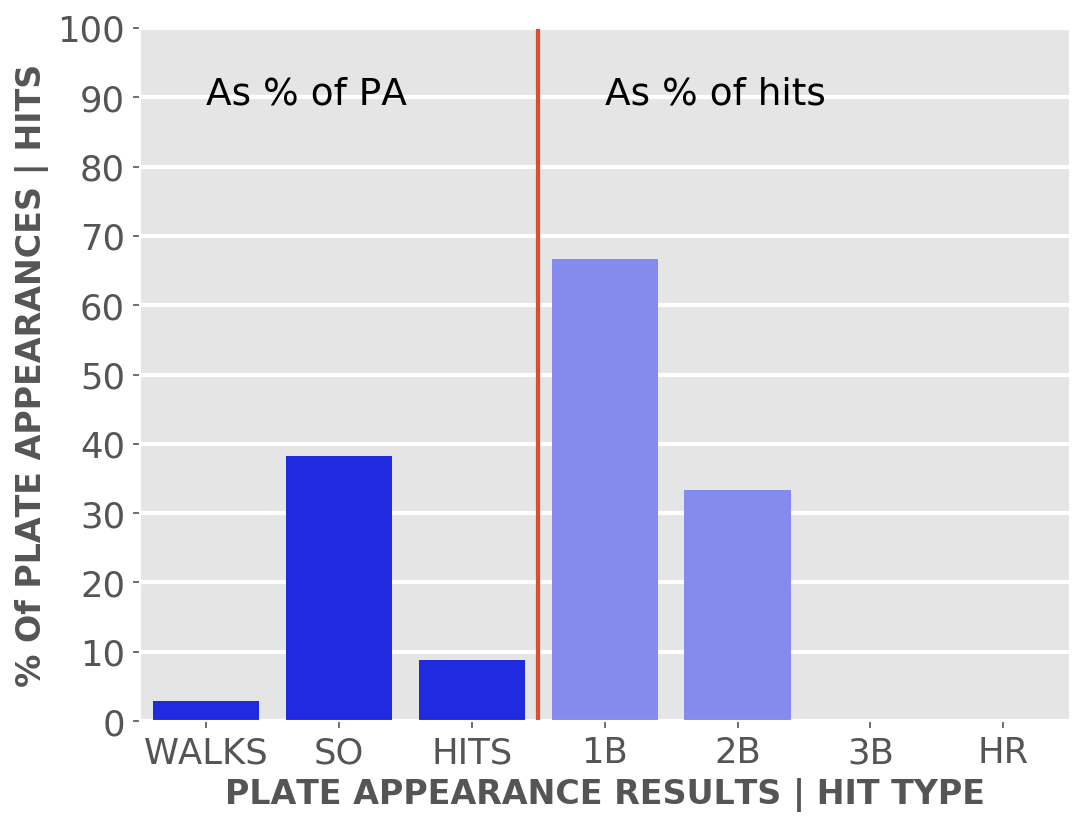 % Of PLATE APPEARANCES | HITS
100
90
80
70
60
50
40
30
20
10
0
As % of PA
As % of hits
WALKS SO HITS 1B 2B 3B HR
PLATE APPEARANCE RESULTS | HIT TYPE